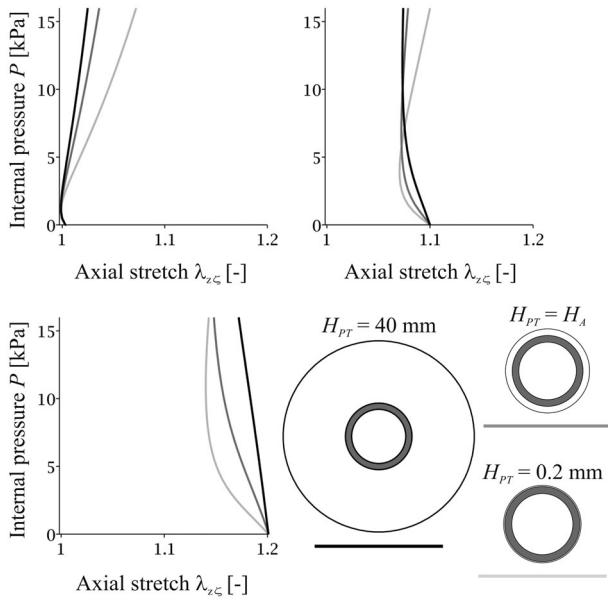 Internal pressure P [kPa]
15
10
5
0
1
1.1
1.2
Axial stretch λzζ [-]
15
10
5
0
1
1.1
1.2
Axial stretch λzζ [-]
Internal pressure P [kPa]
15
10
5
0
1
1.1
1.2
Axial stretch λzζ [-]
HPT = 40 mm
HPT = HA
HPT = 0.2 mm